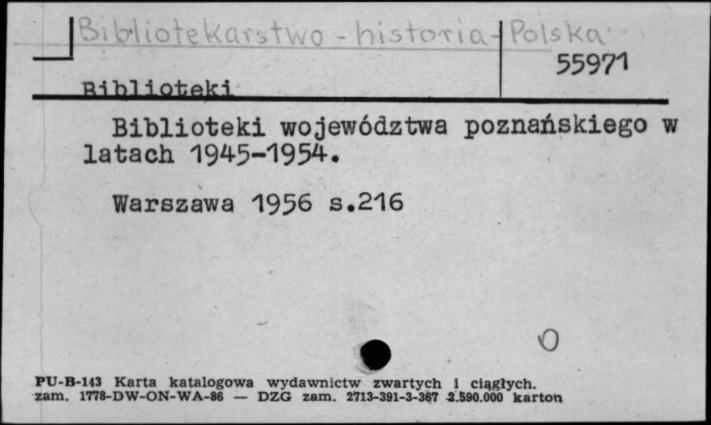 Bibliotekarstwo - historia - Polska
55971
Biblioteki
Biblioteki województwa poznańskiego w
latach 1945-1954.
Warszawa 1956 s.216
O
PU-B-143 Karta katalogowa wydawnictw zwartych i ciągłych.
zam. 1778-DW-ON-WA-86 — DZG zam. 2713-391-3-367 2.590.000 karton